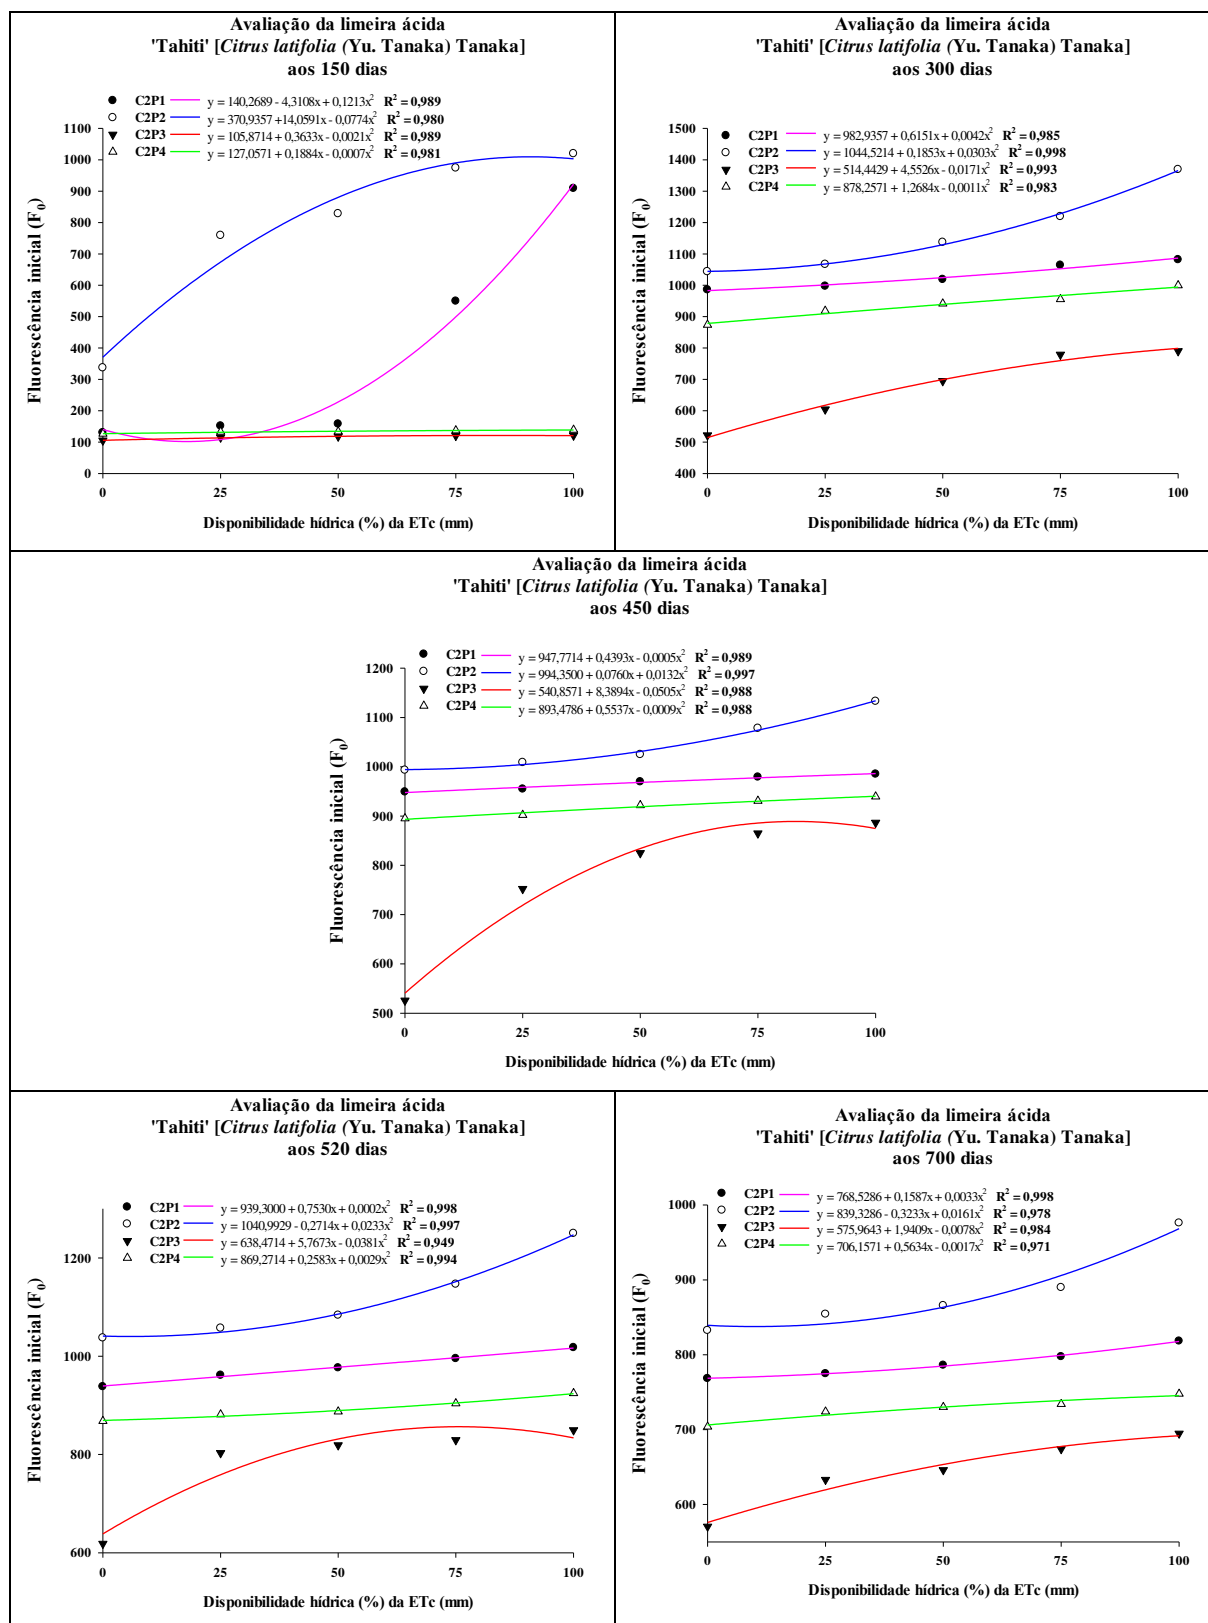 Avaliação da limeira ácida
'Tahiti' [Citrus latifolia (Yu. Tanaka) Tanaka]
aos 150 dias
C2P1 y = 140,2689 - 4,3108x + 0,1213x² R² = 0,989
C2P2 y = 370,9357 +14,0591x - 0,0774x² R² = 0,980
C2P3 y = 105,8714 + 0,3633x - 0,0021x² R² = 0,989
C2P4 y = 127,0571 + 0,1884x - 0,0007x² R² = 0,981
Fluorescência inicial (F₀)
1100
1000
900
800
700
600
500
400
300
200
100
0
0 25 50 75 100
Disponibilidade hídrica (%) da ETc (mm)
Avaliação da limeira ácida
'Tahiti' [Citrus latifolia (Yu. Tanaka) Tanaka]
aos 300 dias
C2P1 y = 982,9357 + 0,6151x + 0,0042x² R² = 0,985
C2P2 y = 1044,5214 + 0,1853x + 0,0303x² R² = 0,998
C2P3 y = 514,4429 + 4,5526x - 0,0171x² R² = 0,993
C2P4 y = 878,2571 + 1,2684x - 0,0011x² R² = 0,983
Fluorescência inicial (F₀)
1500
1400
1300
1200
1100
1000
900
800
700
600
500
400
0 25 50 75 100
Disponibilidade hídrica (%) da ETc (mm)
Avaliação da limeira ácida
'Tahiti' [Citrus latifolia (Yu. Tanaka) Tanaka]
aos 450 dias
C2P1 y = 947,7714 + 0,4393x - 0,0005x² R² = 0,989
C2P2 y = 994,3500 + 0,0760x + 0,0132x² R² = 0,997
C2P3 y = 540,8571 + 8,3894x - 0,0505x² R² = 0,988
C2P4 y = 893,4786 + 0,5537x - 0,0009x² R² = 0,988
Fluorescência inicial (F₀)
1200
1100
1000
900
800
700
600
500
0 25 50 75 100
Disponibilidade hídrica (%) da ETc (mm)
Avaliação da limeira ácida
'Tahiti' [Citrus latifolia (Yu. Tanaka) Tanaka]
aos 520 dias
C2P1 y = 939,3000 + 0,7530x + 0,0002x² R² = 0,998
C2P2 y = 1040,9929 - 0,2714x + 0,0233x² R² = 0,997
C2P3 y = 638,4714 + 5,7673x - 0,0381x² R² = 0,949
C2P4 y = 869,2714 + 0,2583x + 0,0029x² R² = 0,994
Fluorescência inicial (F₀)
1200
1000
800
600
0 25 50 75 100
Disponibilidade hídrica (%) da ETc (mm)
Avaliação da limeira ácida
'Tahiti' [Citrus latifolia (Yu. Tanaka) Tanaka]
aos 700 dias
C2P1 y = 768,5286 + 0,1587x + 0,0033x² R² = 0,998
C2P2 y = 839,3286 - 0,3233x + 0,0161x² R² = 0,978
C2P3 y = 575,9643 + 1,9409x - 0,0078x² R² = 0,984
C2P4 y = 706,1571 + 0,5634x - 0,0017x² R² = 0,971
Fluorescência inicial (F₀)
1000
900
800
700
600
0 25 50 75 100
Disponibilidade hídrica (%) da ETc (mm)